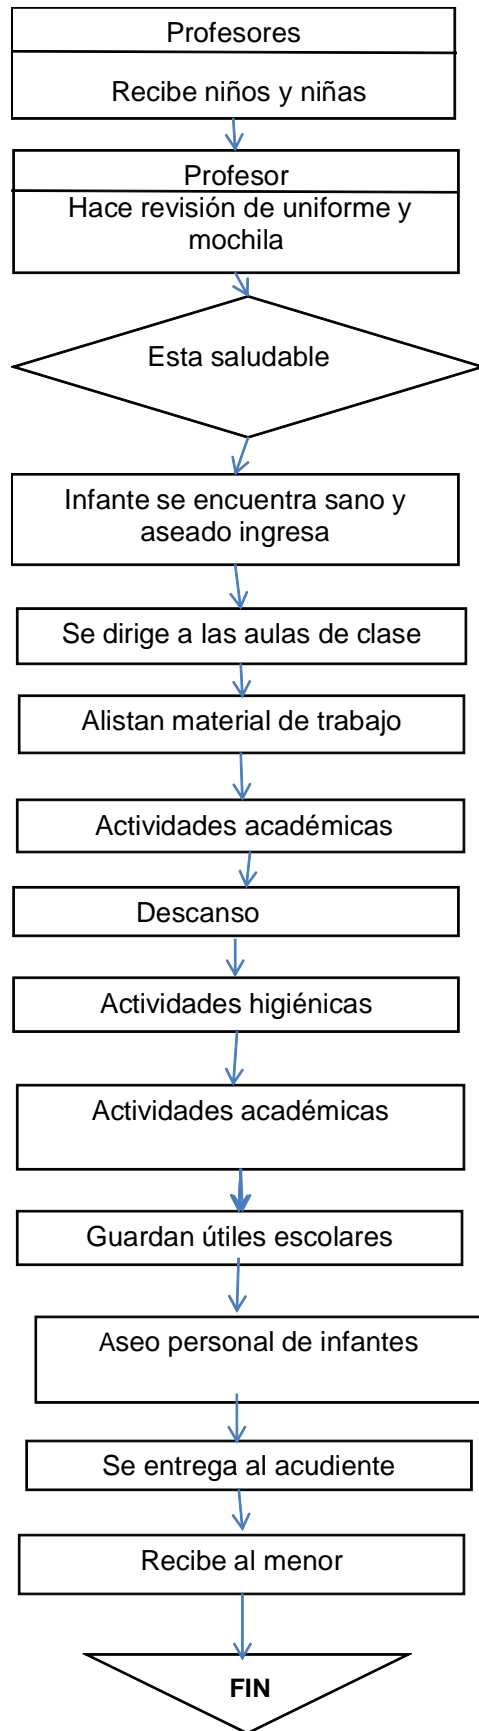 Profesores
Recibe niños y niñas
Profesor
Hace revisión de uniforme y
mochila
Esta saludable
Infante se encuentra sano y
aseado ingresa
Se dirige a las aulas de clase
Alistan material de trabajo
Actividades académicas
Descanso
Actividades higiénicas
Actividades académicas
Guardan útiles escolares
Aseo personal de infantes
Se entrega al acudiente
Recibe al menor
FIN